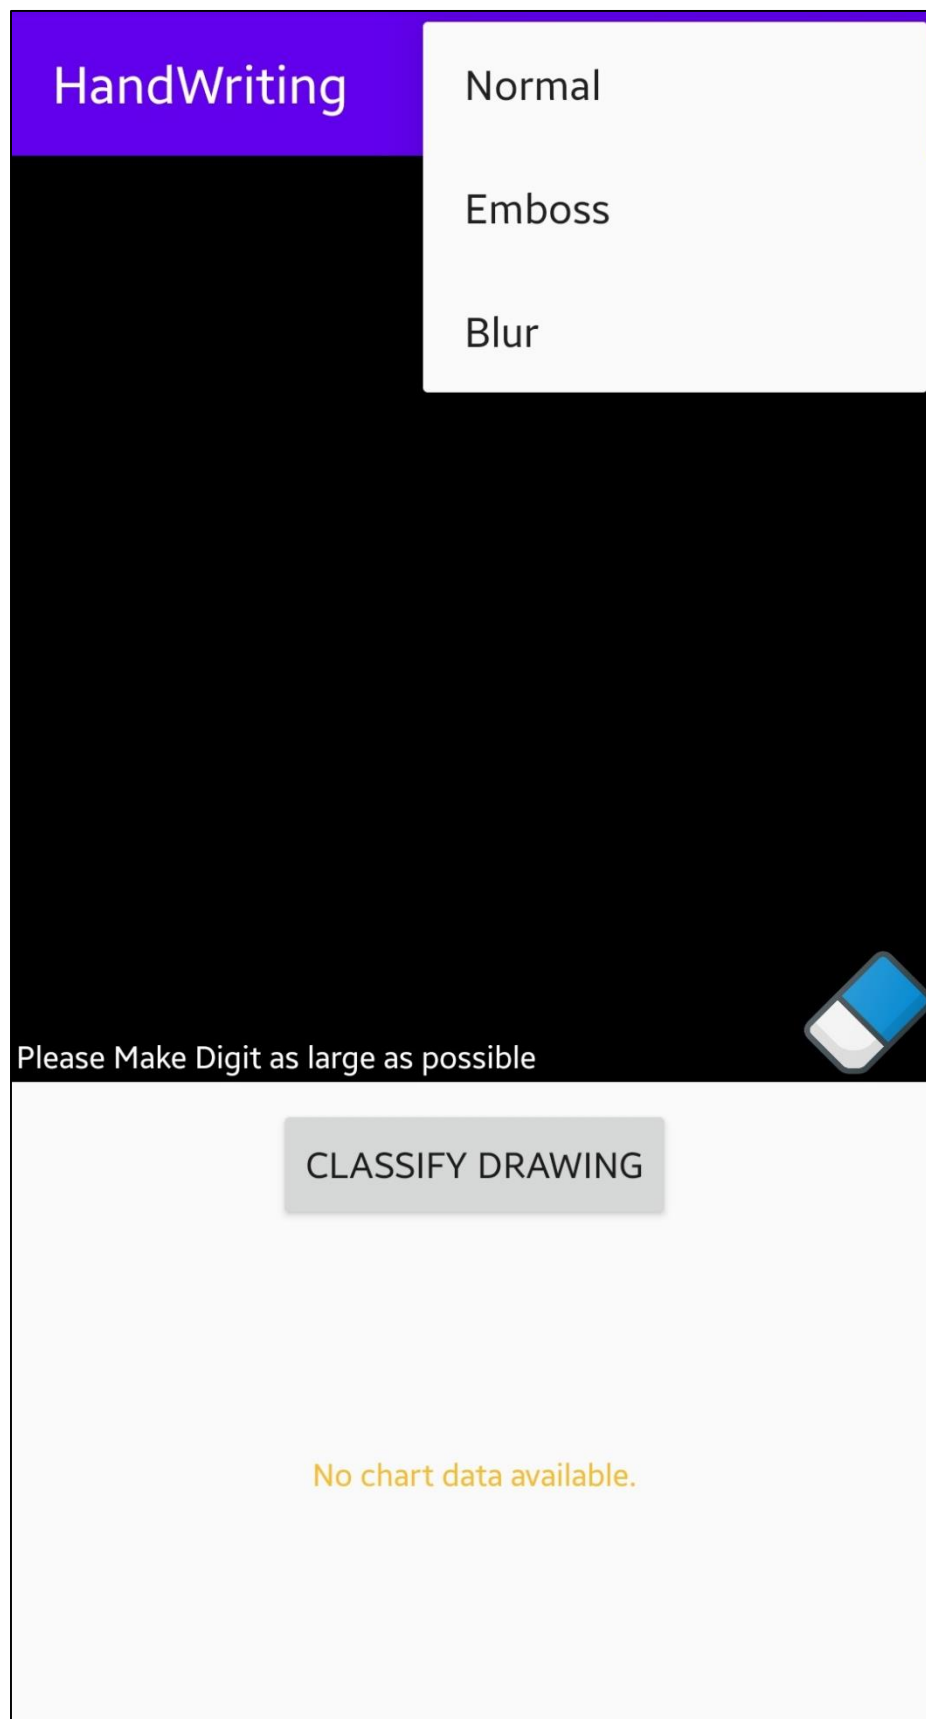 HandWriting
Normal
Emboss
Blur
Please Make Digit as large as possible
CLASSIFY DRAWING
No chart data available.